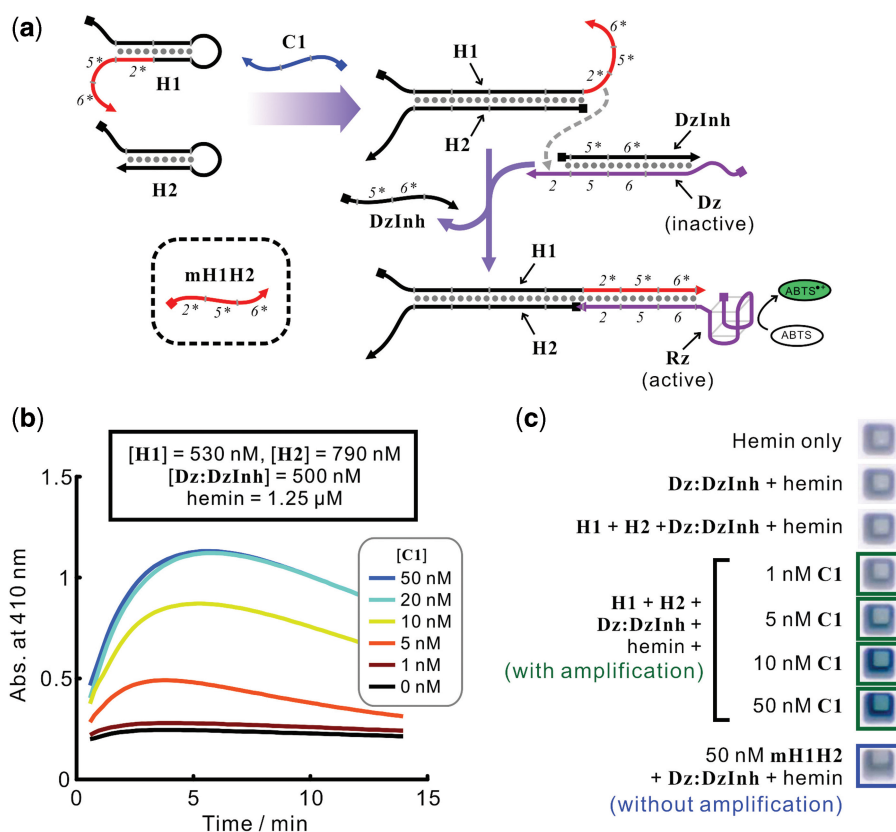 (a)
5*
2*
H1
6*
H2
C1
mH1H2
2*
5*
6*
H1
H2
6*
5*
2*
DzInh
5*
6*
2
5
6
Dz
(inactive)
5*
6*
DzInh
H1
2*
5*
6*
2
5
6
H2
Rz
(active)
ABTS•+
ABTS
(b)
[H1] = 530 nM, [H2] = 790 nM
[Dz:DzInh] = 500 nM
hemin = 1.25 µM
[C1]
50 nM
20 nM
10 nM
5 nM
1 nM
0 nM
Abs. at 410 nm
1.5
1
0.5
0
0
5
10
15
Time / min
(c)
Hemin only
Dz:DzInh + hemin
H1 + H2 +Dz:DzInh + hemin
H1 + H2 +
Dz:DzInh +
hemin +
(with amplification)
1 nM C1
5 nM C1
10 nM C1
50 nM C1
50 nM mH1H2
+ Dz:DzInh + hemin
(without amplification)